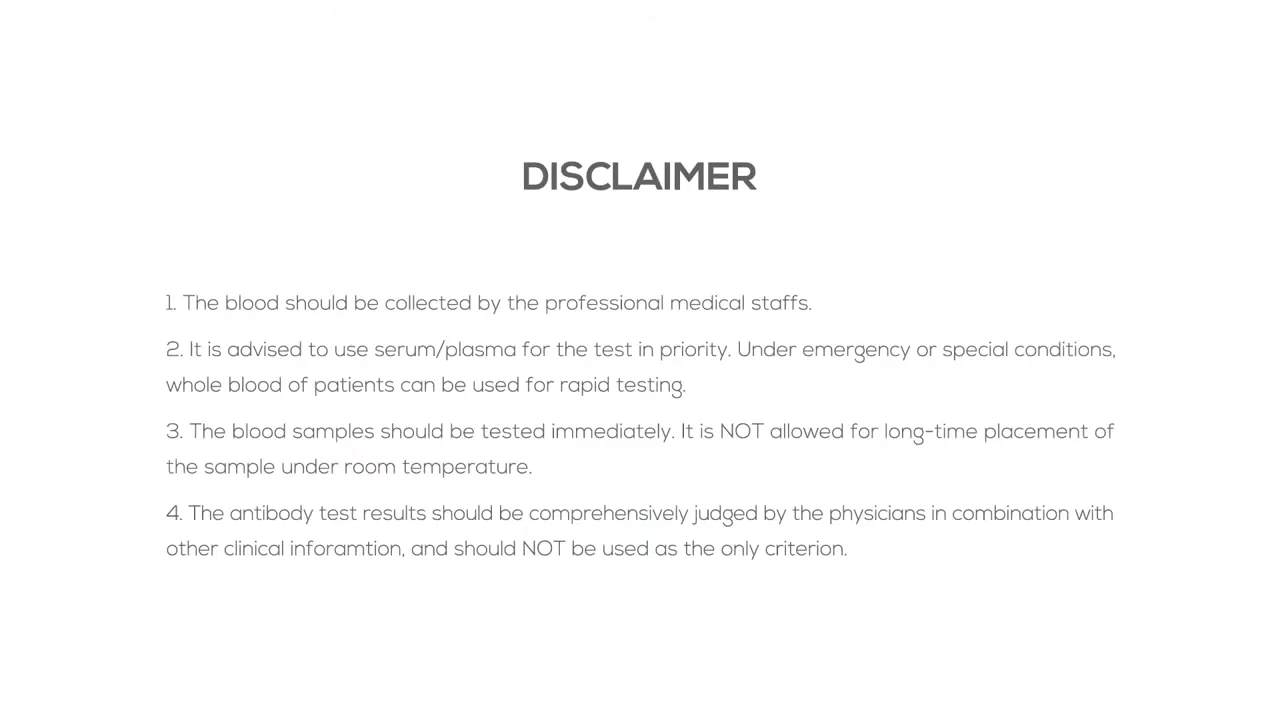 DISCLAIMER
1. The blood should be collected by the professional medical staffs.
2. It is advised to use serum/plasma for the test in priority. Under emergency or special conditions,
whole blood of patients can be used for rapid testing.
3. The blood samples should be tested immediately. It is NOT allowed for long-time placement of
the sample under room temperature.
4. The antibody test results should be comprehensively judged by the physicians in combination with
other clinical inforamtion, and should NOT be used as the only criterion.